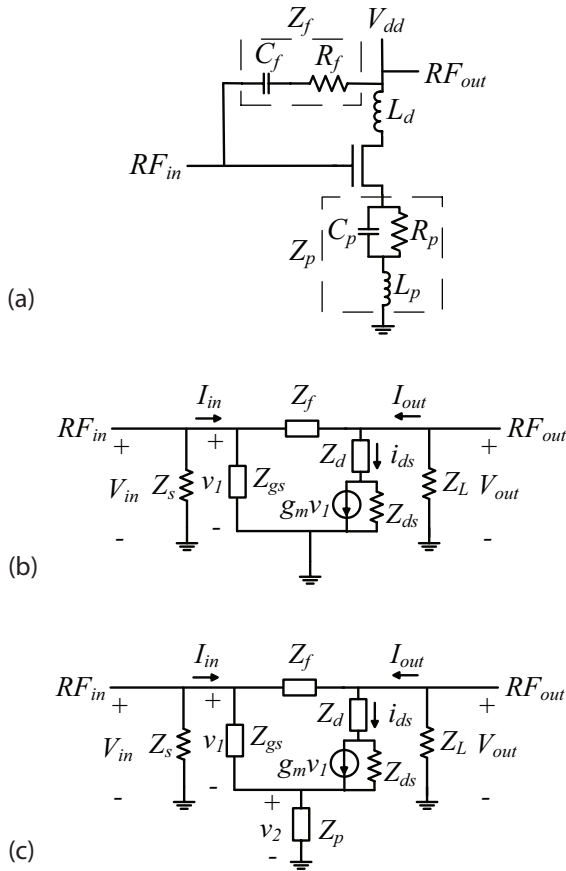 Z_f
V_dd
C_f R_f
RF_out
L_d
RF_in
C_p R_p
Z_p
L_p
(a)
I_in Z_f I_out
RF_in RF_out
+ + Z_d i_ds +
V_in Z_s v_1 Z_gs g_m v_1 Z_ds Z_L V_out
- - -
(b)
I_in Z_f I_out
RF_in RF_out
+ + Z_d i_ds +
V_in Z_s v_1 Z_gs g_m v_1 Z_ds Z_L V_out
- - -
+
v_2 Z_p
-
(c)